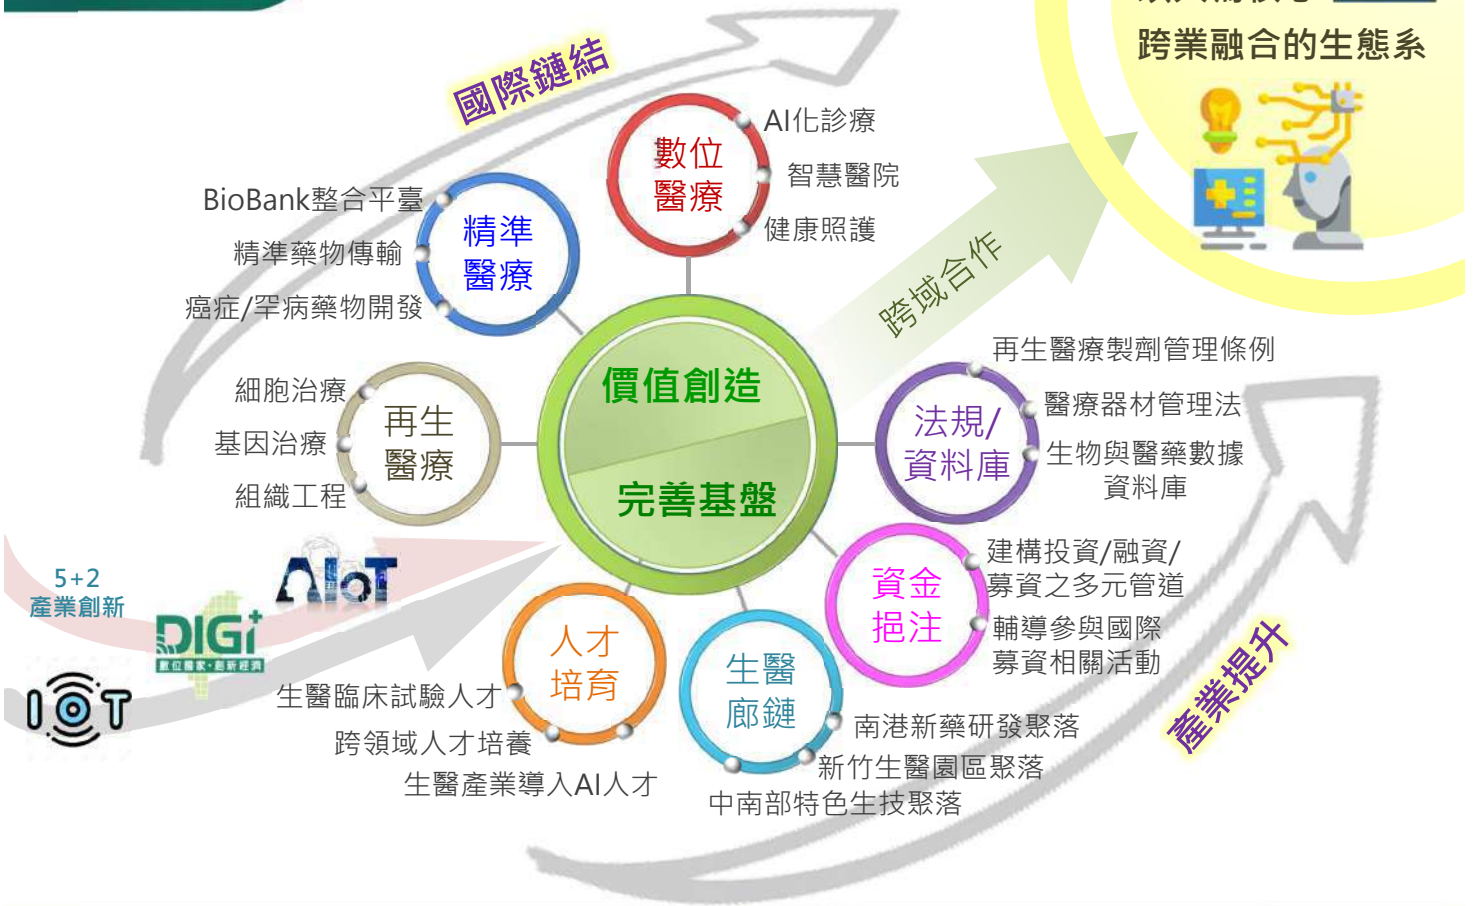 跨業融合的生態系
國際鏈結
數位
醫療
AI化診療
智慧醫院
健康照護
精準
醫療
BioBank整合平臺
精準藥物傳輸
癌症/罕病藥物開發
跨域合作
再生
醫療
細胞治療
基因治療
組織工程
價值創造
完善基盤
法規/
資料庫
再生醫療製劑管理條例
醫療器材管理法
生物與醫藥數據
資料庫
資金
挹注
建構投資/融資/
募資之多元管道
輔導參與國際
募資相關活動
產業提升
5+2
產業創新
AIoT
DIGi+
數位國家・創新經濟
IOT
人才
培育
生醫臨床試驗人才
跨領域人才培養
生醫產業導入AI人才
生醫
廊鏈
南港新藥研發聚落
新竹生醫園區聚落
中南部特色生技聚落